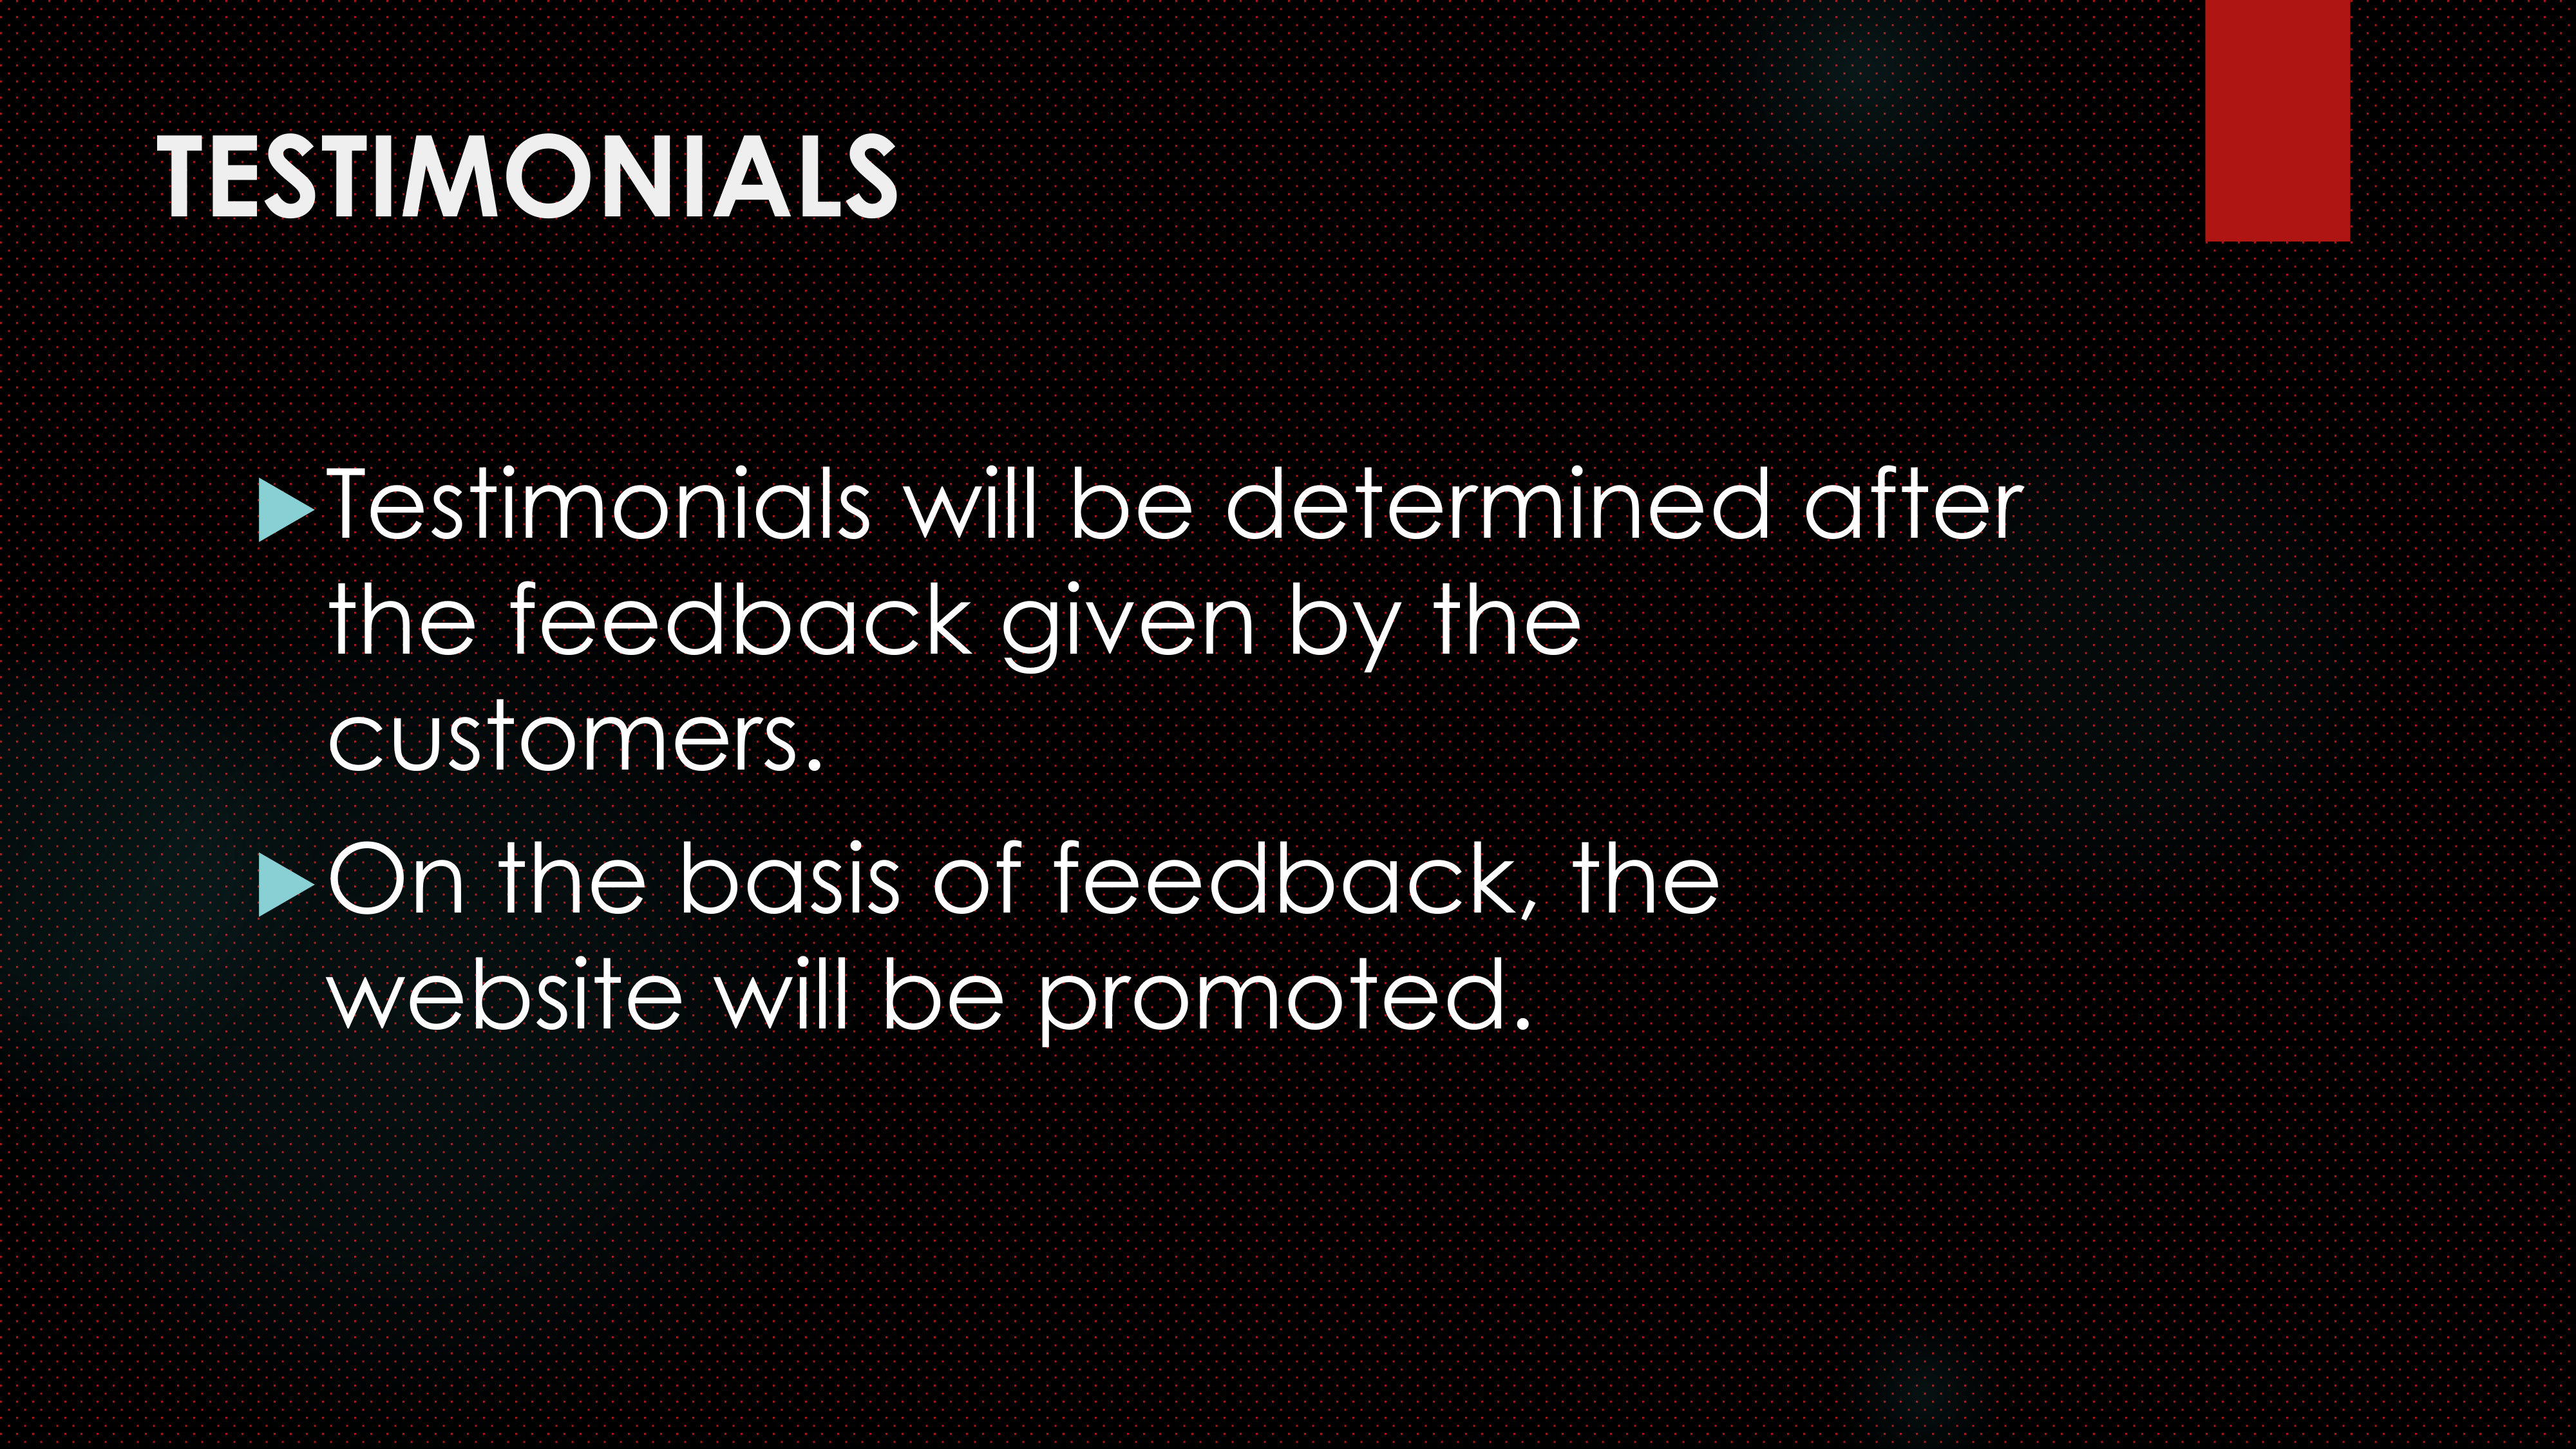 TESTIMONIALS
Testimonials will be determined after
the feedback given by the
customers.
On the basis of feedback, the
website will be promoted.